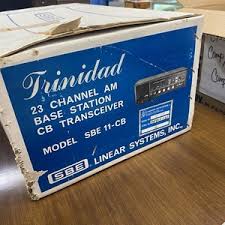 Trinidad
23 CHANNEL AM
BASE STATION
CB TRANSCEIVER
MODEL SBE 11-CB
SBE LINEAR SYSTEMS, INC.